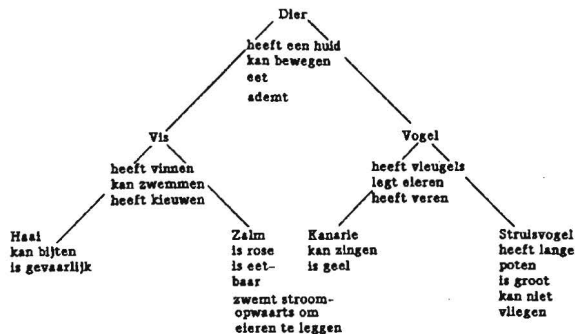 Dier
heeft een huid
kan bewegen
eet
ademt
Vis
heeft vinnen
kan zwemmen
heeft kieuwen
Vogel
heeft vleugels
legt eieren
heeft veren
Haai
kan bijten
is gevaarlijk
Zalm
is rose
is eet-
baar
zwemt stroom-
opwaarts om
eieren te leggen
Kanarie
kan zingen
is geel
Struisvogel
heeft lange
poten
is groot
kan niet
vliegen